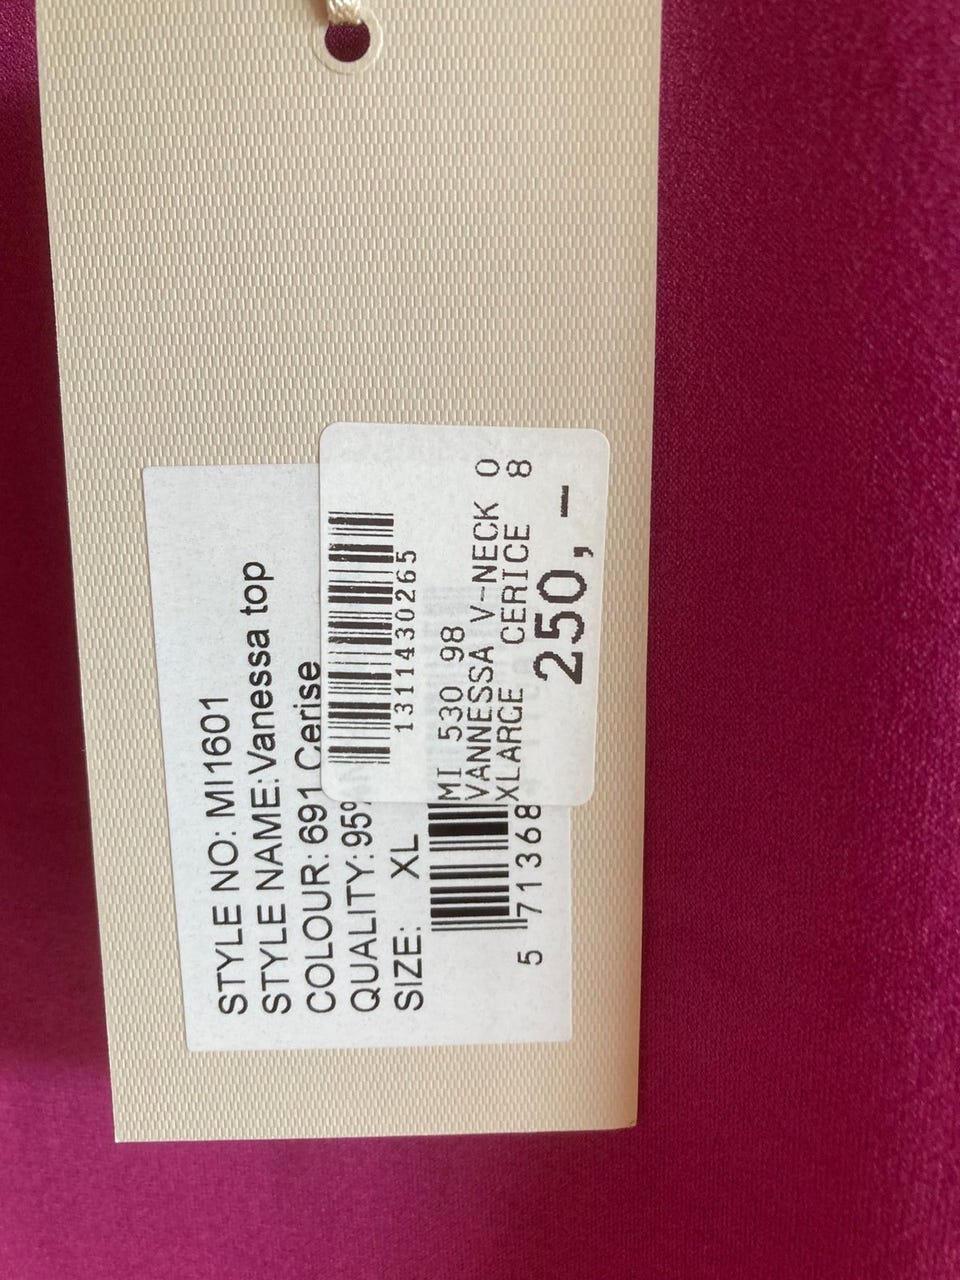 STYLE NO: MI1601
STYLE NAME:Vanessa top
COLOUR: 691 Cerise
QUALITY:95%
SIZE: XL
5 71368
1311430265
MI 530 98
VANNESSA V-NECK 0
XLARGE CERICE 8
250,-